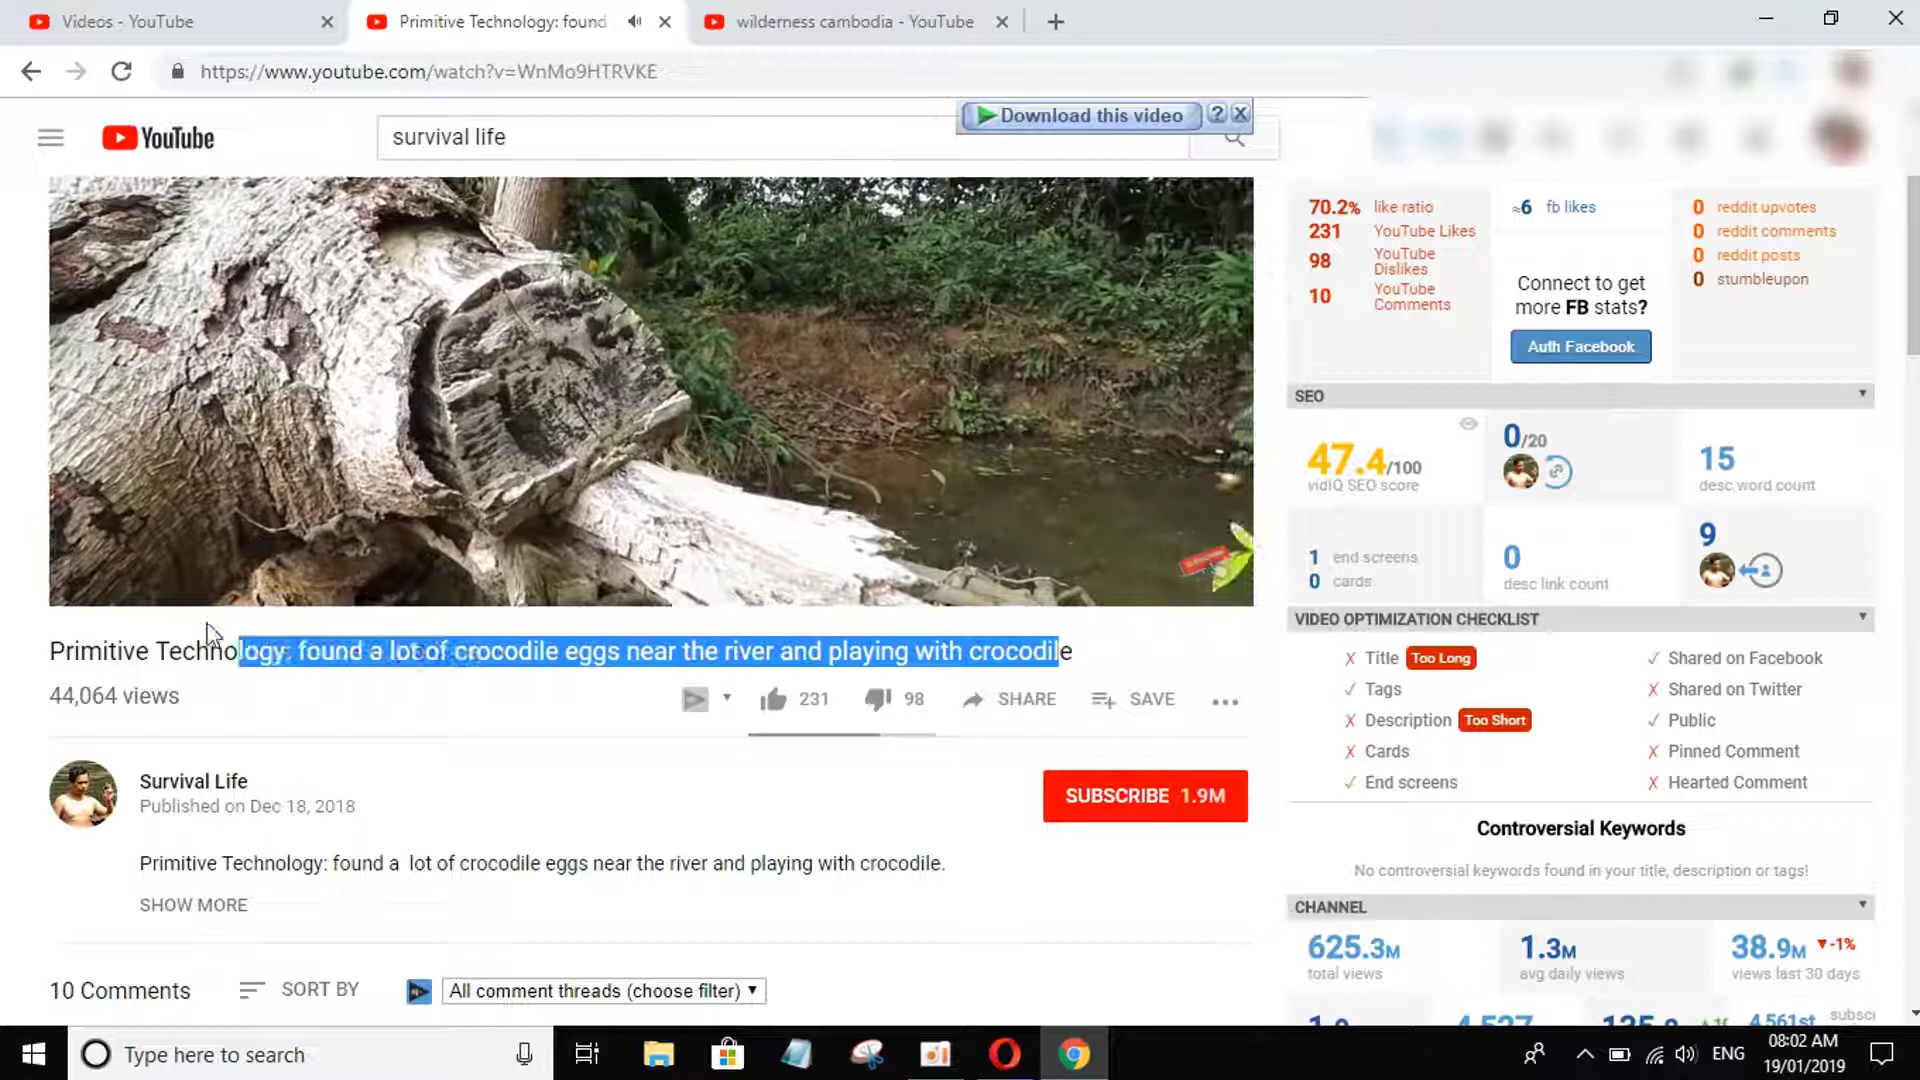 Videos - YouTube
Primitive Technology: found
wilderness cambodia - YouTube
https://www.youtube.com/watch?v=WnMo9HTRVKE
Download this video
?
YouTube
survival life
70.2% like ratio
231 YouTube Likes
98 YouTube Dislikes
10 YouTube Comments
≈6 fb likes
Connect to get
more FB stats?
Auth Facebook
0 reddit upvotes
0 reddit comments
0 reddit posts
0 stumbleupon
SEO
47.4/100
vidIQ SEO score
0/20
15
desc word count
1 end screens
0 cards
0
desc link count
9
VIDEO OPTIMIZATION CHECKLIST
Title Too Long
Tags
Description Too Short
Cards
End screens
Shared on Facebook
Shared on Twitter
Public
Pinned Comment
Hearted Comment
Controversial Keywords
No controversial keywords found in your title, description or tags!
CHANNEL
625.3M
total views
1.3M
avg daily views
38.9M -1%
views last 30 days
4,561st
Primitive Technology: found a lot of crocodile eggs near the river and playing with crocodile
44,064 views
231
98
SHARE
SAVE
Survival Life
Published on Dec 18, 2018
SUBSCRIBE 1.9M
Primitive Technology: found a  lot of crocodile eggs near the river and playing with crocodile.
SHOW MORE
10 Comments
SORT BY
All comment threads (choose filter)
Type here to search
ENG
08:02 AM
19/01/2019